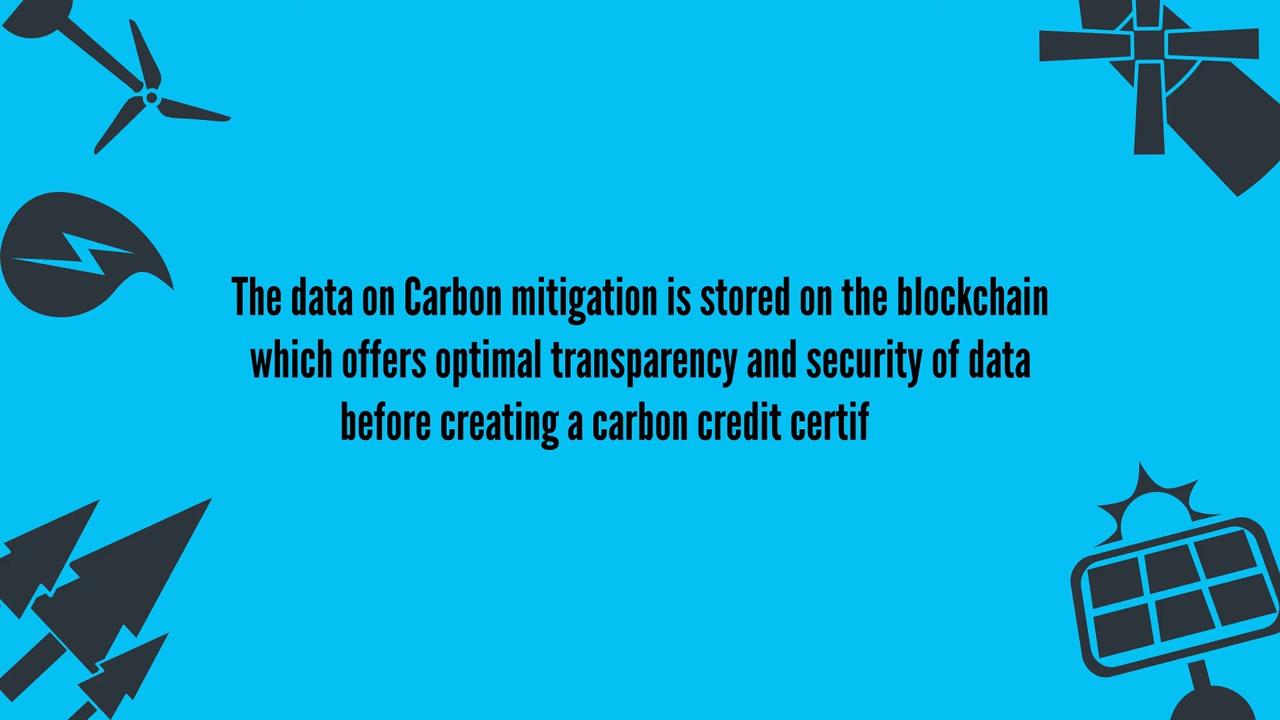 The data on Carbon mitigation is stored on the blockchain
which offers optimal transparency and security of data
before creating a carbon credit certif